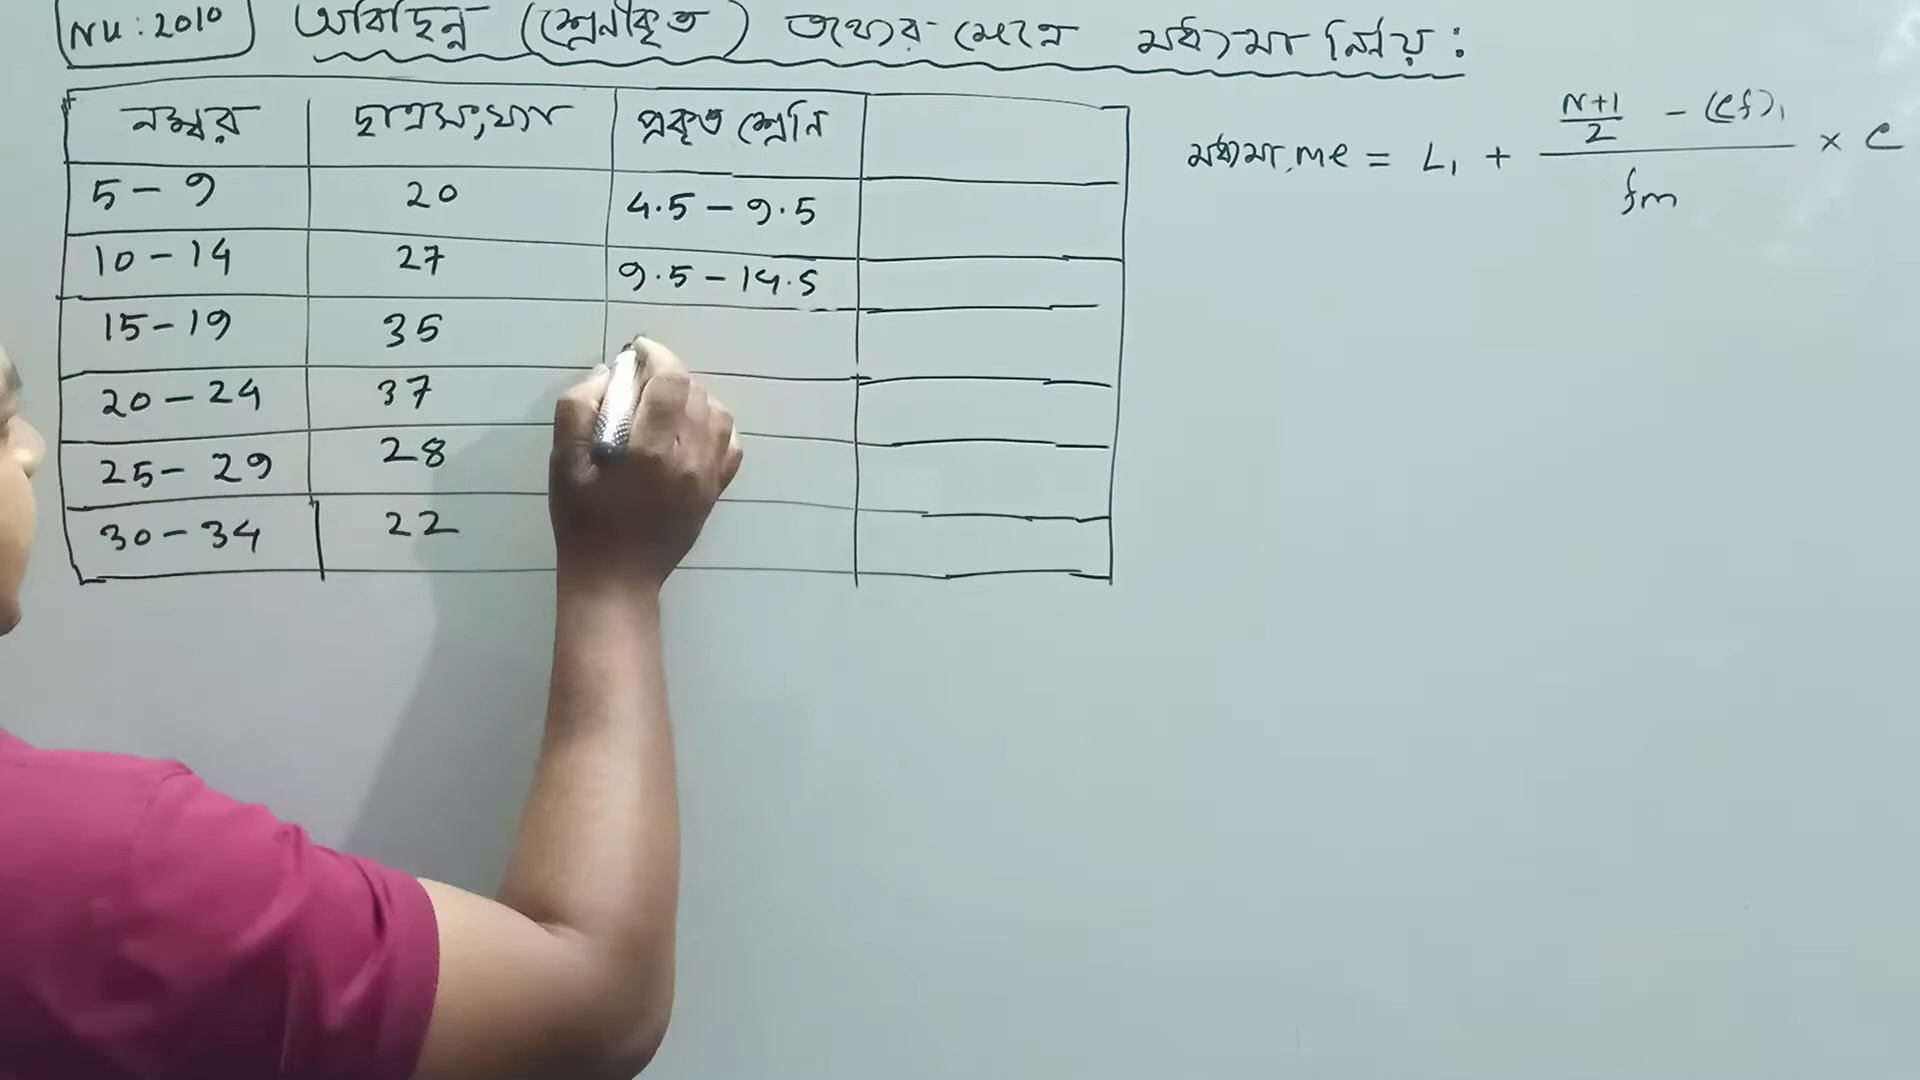 NU : 2010 অবিচ্ছিন্ন (শ্রেণীকৃত) তথ্যের ক্ষেত্রে মধ্যমা নির্ণয় :
নম্বর ছাত্রসংখ্যা প্রকৃত শ্রেনি
5 - 9 20 4.5 - 9.5
10 - 14 27 9.5 - 14.5
15 - 19 35
20 - 24 37
25 - 29 28
30 - 34 22
মধ্যমা, me = L₁ + \frac{\frac{N+1}{2} - (cf)₁}{fm} × c